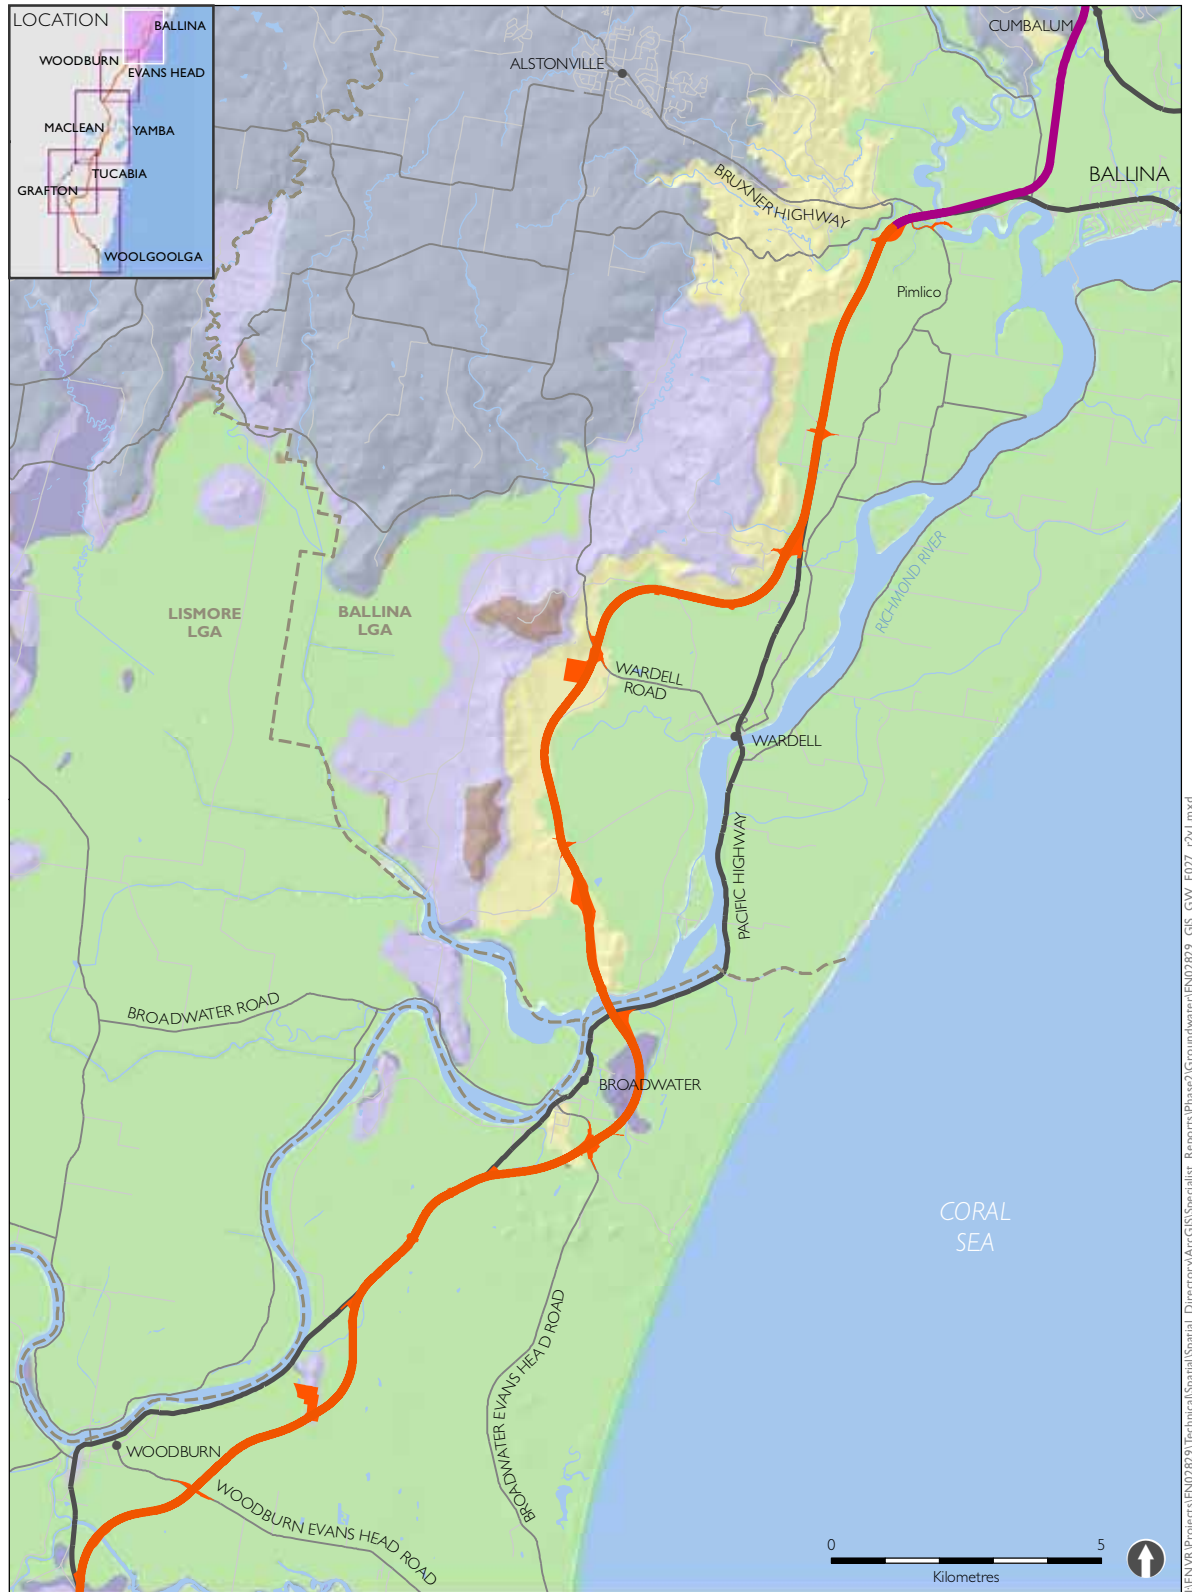 LOCATION
BALLINA
WOODBURN
EVANS HEAD
MACLEAN
YAMBA
TUCABIA
GRAFTON
WOOLGOOLGA
CUMBALUM
ALSTONVILLE
BRUXNER HIGHWAY
BALLINA
Pimlico
RICHMOND RIVER
LISMORE
LGA
BALLINA
LGA
WARDELL
ROAD
WARDELL
PACIFIC HIGHWAY
BROADWATER ROAD
BROADWATER
CORAL
SEA
BROADWATER EVANS HEAD ROAD
WOODBURN
WOODBURN EVANS HEAD ROAD
0 5
Kilometres